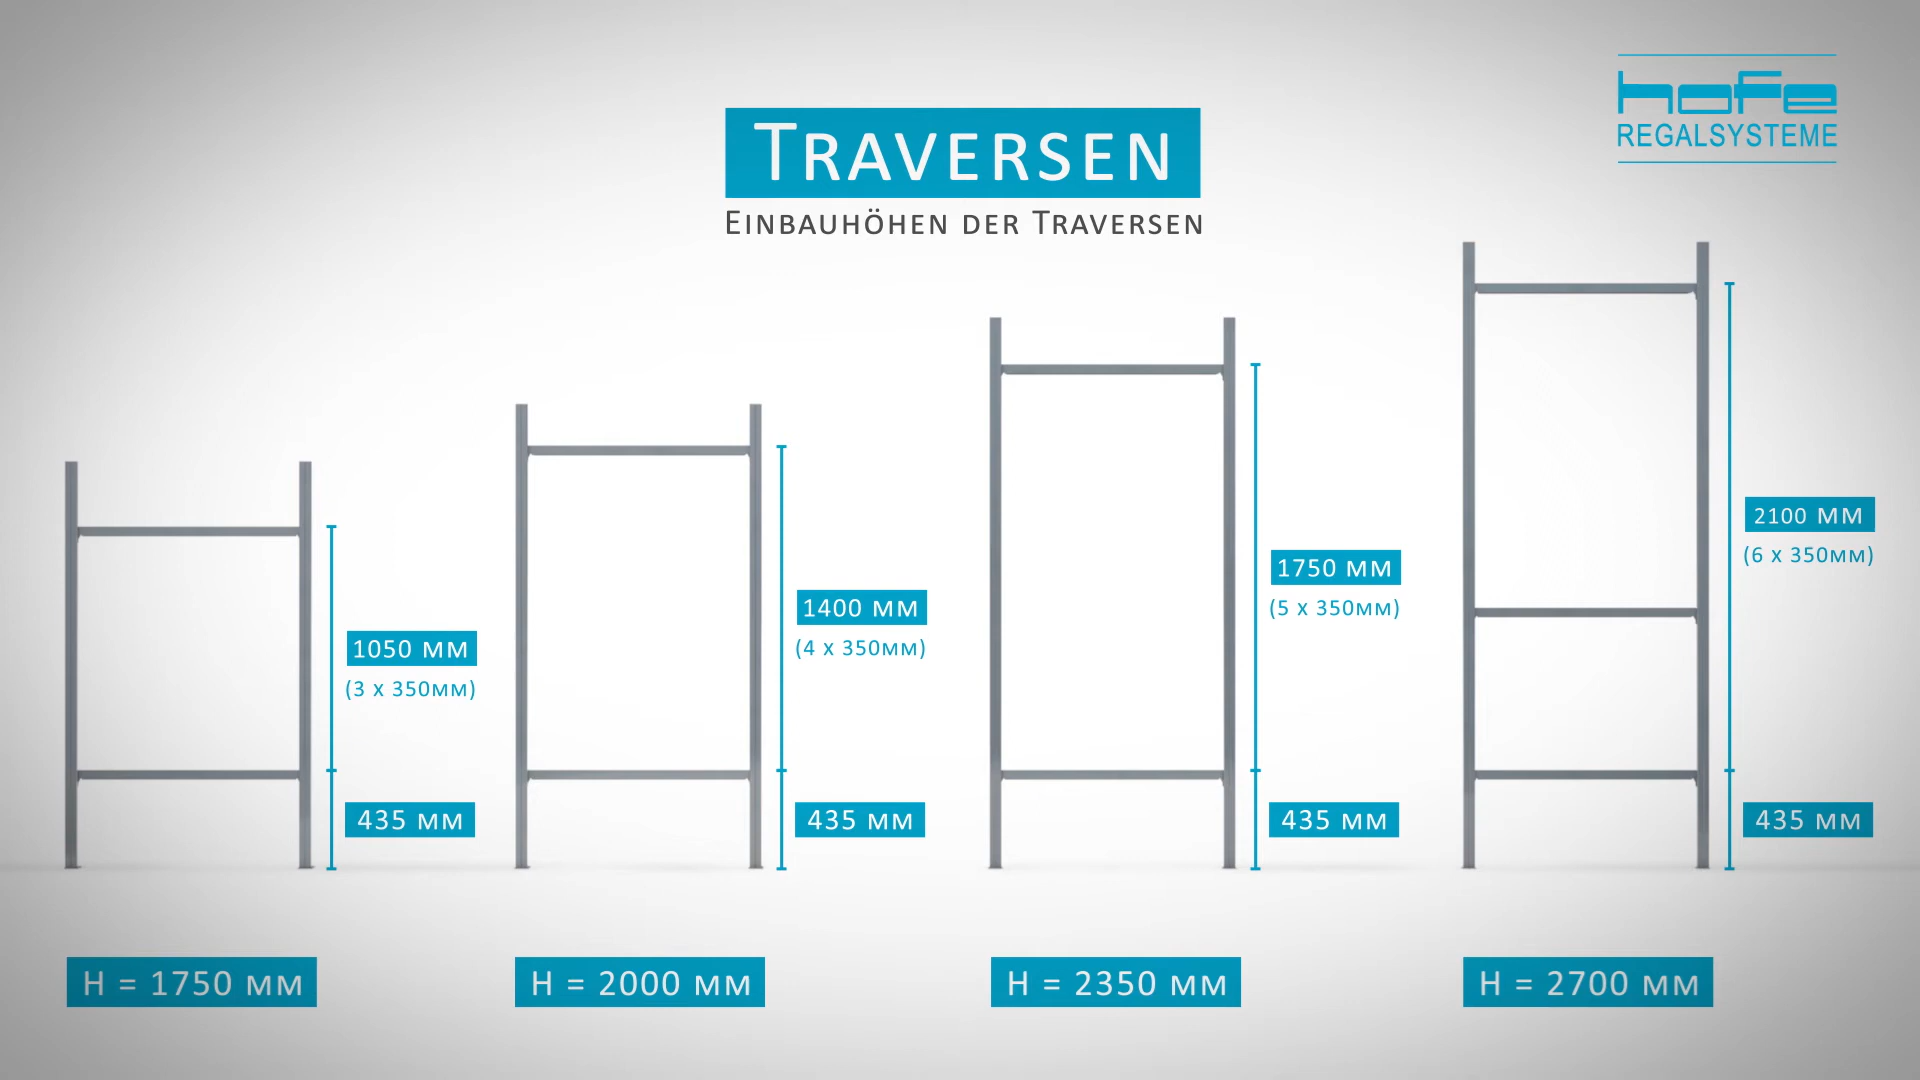 hofe
REGALSYSTEME
TRAVERSEN
EINBAUHÖHEN DER TRAVERSEN
1050 MM
(3 X 350MM)
435 MM
H = 1750 MM
1400 MM
(4 X 350MM)
435 MM
H = 2000 MM
1750 MM
(5 X 350MM)
435 MM
H = 2350 MM
2100 MM
(6 X 350MM)
435 MM
H = 2700 MM